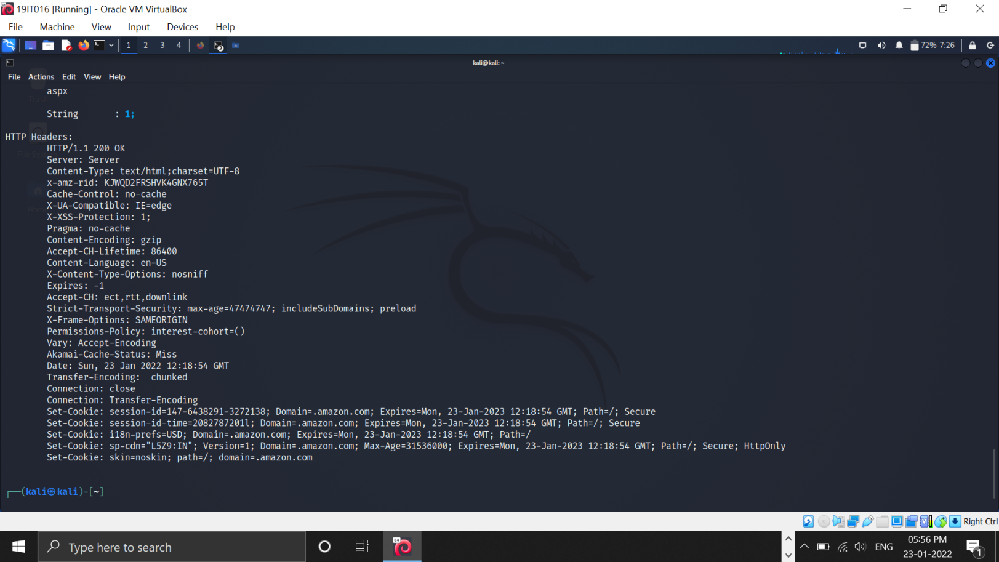 19IT016 [Running] - Oracle VM VirtualBox
File Machine View Input Devices Help
1 2 3 4 2 72% 7:26
kali@kali: ~
File Actions Edit View Help
aspx
Trash
String : 1;
HTTP Headers:
HTTP/1.1 200 OK
Server: Server
Content-Type: text/html;charset=UTF-8
x-amz-rid: KJWQD2FRSHVK4GNX765T
Cache-Control: no-cache
X-UA-Compatible: IE=edge
X-XSS-Protection: 1;
Pragma: no-cache
Content-Encoding: gzip
Accept-CH-Lifetime: 86400
Content-Language: en-US
X-Content-Type-Options: nosniff
Expires: -1
Accept-CH: ect,rtt,downlink
Strict-Transport-Security: max-age=47474747; includeSubDomains; preload
X-Frame-Options: SAMEORIGIN
Permissions-Policy: interest-cohort=()
Vary: Accept-Encoding
Akamai-Cache-Status: Miss
Date: Sun, 23 Jan 2022 12:18:54 GMT
Transfer-Encoding:  chunked
Connection: close
Connection: Transfer-Encoding
Set-Cookie: session-id=147-6438291-3272138; Domain=.amazon.com; Expires=Mon, 23-Jan-2023 12:18:54 GMT; Path=/; Secure
Set-Cookie: session-id-time=2082787201l; Domain=.amazon.com; Expires=Mon, 23-Jan-2023 12:18:54 GMT; Path=/; Secure
Set-Cookie: i18n-prefs=USD; Domain=.amazon.com; Expires=Mon, 23-Jan-2023 12:18:54 GMT; Path=/
Set-Cookie: sp-cdn="L5Z9:IN"; Version=1; Domain=.amazon.com; Max-Age=31536000; Expires=Mon, 23-Jan-2023 12:18:54 GMT; Path=/; Secure; HttpOnly
Set-Cookie: skin=noskin; path=/; domain=.amazon.com
┌──(kali㉿kali)-[~]
Right Ctrl
Type here to search
64
ENG
05:56 PM
23-01-2022
1